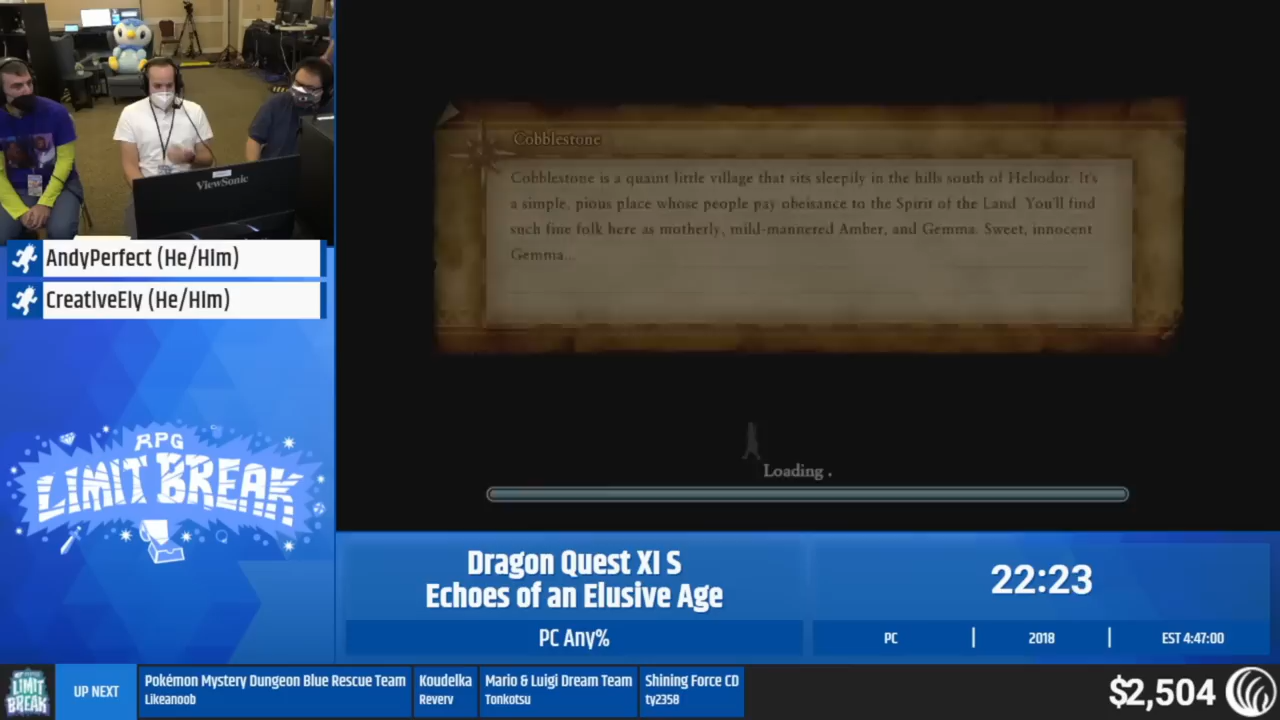 ViewSonic
AndyPerfect (He/Him)
CreativeEly (He/Him)
RPG
LIMIT BREAK
Cobblestone
Cobblestone is a quaint little village that sits sleepily in the hills south of Heliodor. It's
a simple, pious place whose people pay obeisance to the Spirit of the Land. You'll find
such fine folk here as motherly, mild-mannered Amber, and Gemma. Sweet, innocent
Gemma...
Loading .
Dragon Quest XI S
Echoes of an Elusive Age
22:23
PC Any%
PC
2018
EST 4:47:00
LIMIT
BREAK
UP NEXT
Pokémon Mystery Dungeon Blue Rescue Team
Likeanoob
Koudelka
Reverv
Mario & Luigi Dream Team
Tonkotsu
Shining Force CD
ty2358
$2,504